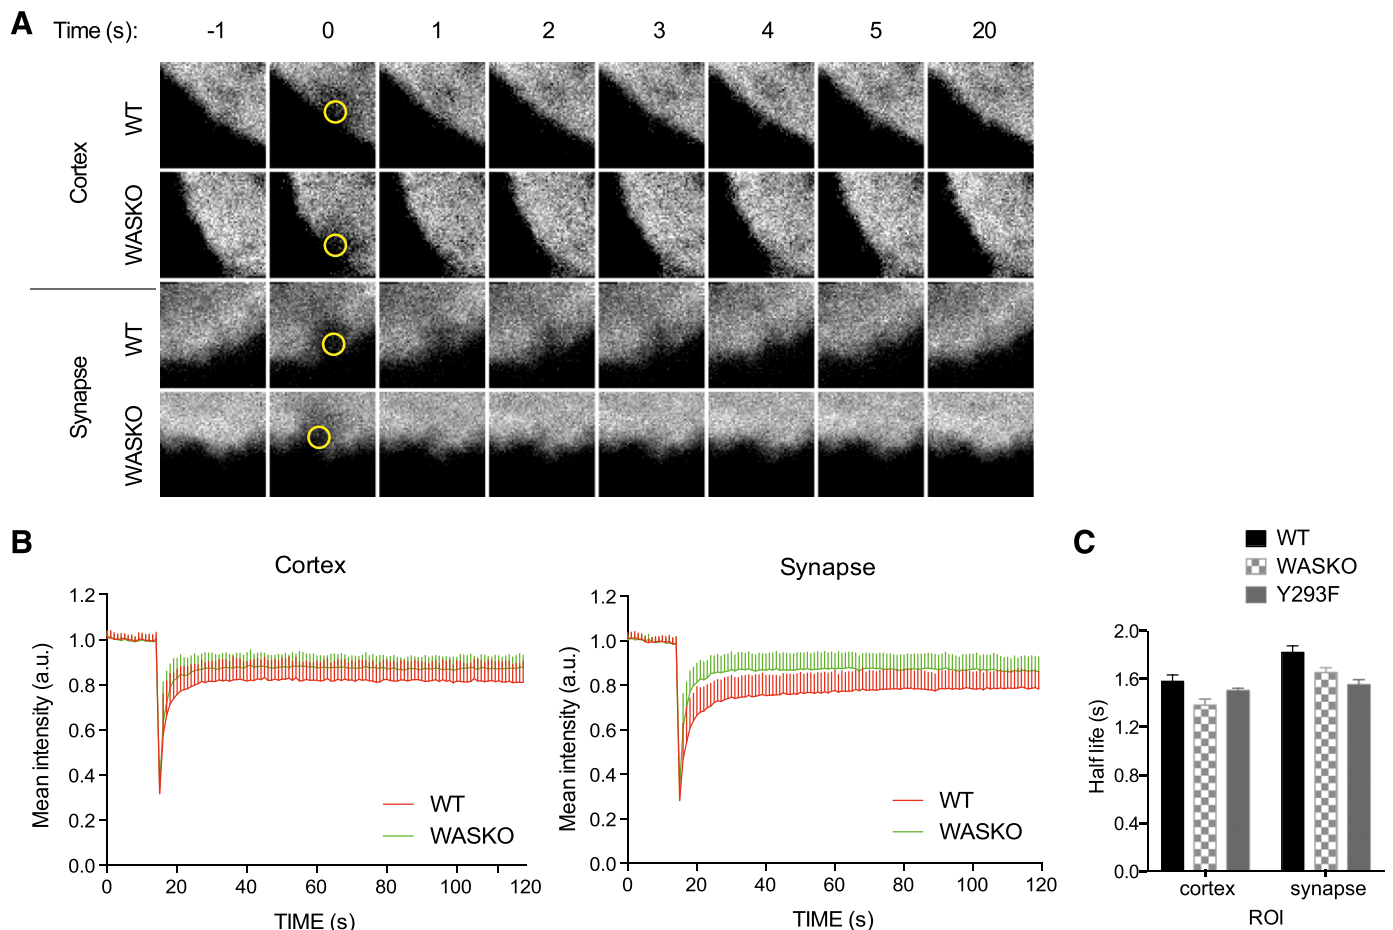 A Time (s): -1 0 1 2 3 4 5 20
Cortex
WT
WASKO
Synapse
WT
WASKO
B
Cortex
Mean intensity (a.u.)
1.2
1.0
0.8
0.6
0.4
0.2
0.0
0 20 40 60 80 100 120
TIME (s)
WT
WASKO
Synapse
Mean intensity (a.u.)
1.2
1.0
0.8
0.6
0.4
0.2
0.0
0 20 40 60 80 100 120
TIME (s)
WT
WASKO
C
WT
WASKO
Y293F
Half life (s)
2.0
1.6
1.2
0.8
0.4
0.0
cortex synapse
ROI